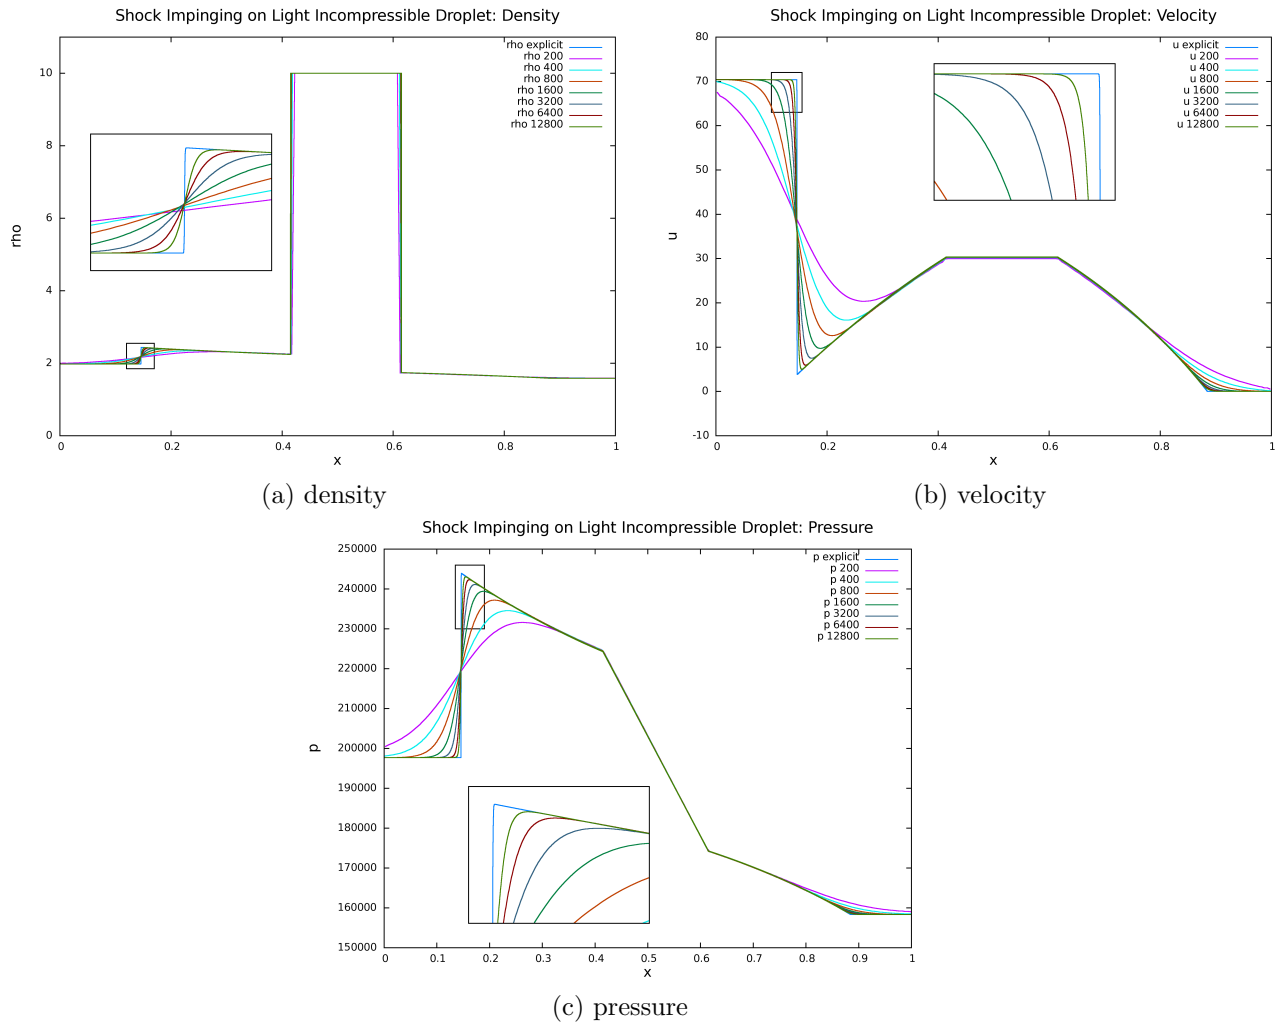 Shock Impinging on Light Incompressible Droplet: Density
rho explicit
rho 200
rho 400
rho 800
rho 1600
rho 3200
rho 6400
rho 12800
10
8
6
4
2
0
rho
0 0.2 0.4 0.6 0.8 1
x
(a) density
Shock Impinging on Light Incompressible Droplet: Velocity
u explicit
u 200
u 400
u 800
u 1600
u 3200
u 6400
u 12800
80
70
60
50
40
30
20
10
0
-10
u
0 0.2 0.4 0.6 0.8 1
x
(b) velocity
Shock Impinging on Light Incompressible Droplet: Pressure
p explicit
p 200
p 400
p 800
p 1600
p 3200
p 6400
p 12800
250000
240000
230000
220000
210000
200000
190000
180000
170000
160000
150000
p
0 0.1 0.2 0.3 0.4 0.5 0.6 0.7 0.8 0.9 1
x
(c) pressure